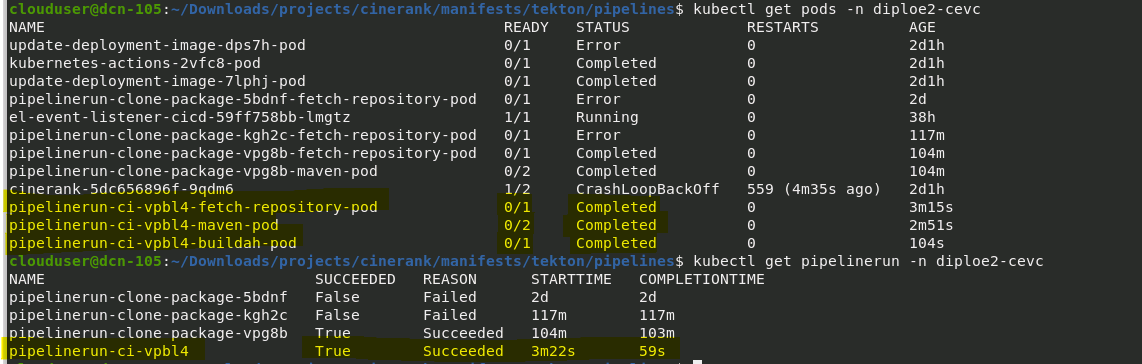 clouduser@dcn-105:~/Downloads/projects/cinerank/manifests/tekton/pipelines$ kubectl get pods -n diploe2-cevc
NAME READY STATUS RESTARTS AGE
update-deployment-image-dps7h-pod 0/1 Error 0 2d1h
kubernetes-actions-2vfc8-pod 0/1 Completed 0 2d1h
update-deployment-image-7lphj-pod 0/1 Completed 0 2d1h
pipelinerun-clone-package-5bdnf-fetch-repository-pod 0/1 Error 0 2d
el-event-listener-cicd-59ff758bb-lmgtz 1/1 Running 0 38h
pipelinerun-clone-package-kgh2c-fetch-repository-pod 0/1 Error 0 117m
pipelinerun-clone-package-vpg8b-fetch-repository-pod 0/1 Completed 0 104m
pipelinerun-clone-package-vpg8b-maven-pod 0/2 Completed 0 104m
cinerank-5dc656896f-9qdm6 1/2 CrashLoopBackOff 559 (4m35s ago) 2d1h
pipelinerun-ci-vpbl4-fetch-repository-pod 0/1 Completed 0 3m15s
pipelinerun-ci-vpbl4-maven-pod 0/2 Completed 0 2m51s
pipelinerun-ci-vpbl4-buildah-pod 0/1 Completed 0 104s
clouduser@dcn-105:~/Downloads/projects/cinerank/manifests/tekton/pipelines$ kubectl get pipelinerun -n diploe2-cevc
NAME SUCCEEDED REASON STARTTIME COMPLETIONTIME
pipelinerun-clone-package-5bdnf False Failed 2d 2d
pipelinerun-clone-package-kgh2c False Failed 117m 117m
pipelinerun-clone-package-vpg8b True Succeeded 104m 103m
pipelinerun-ci-vpbl4 True Succeeded 3m22s 59s